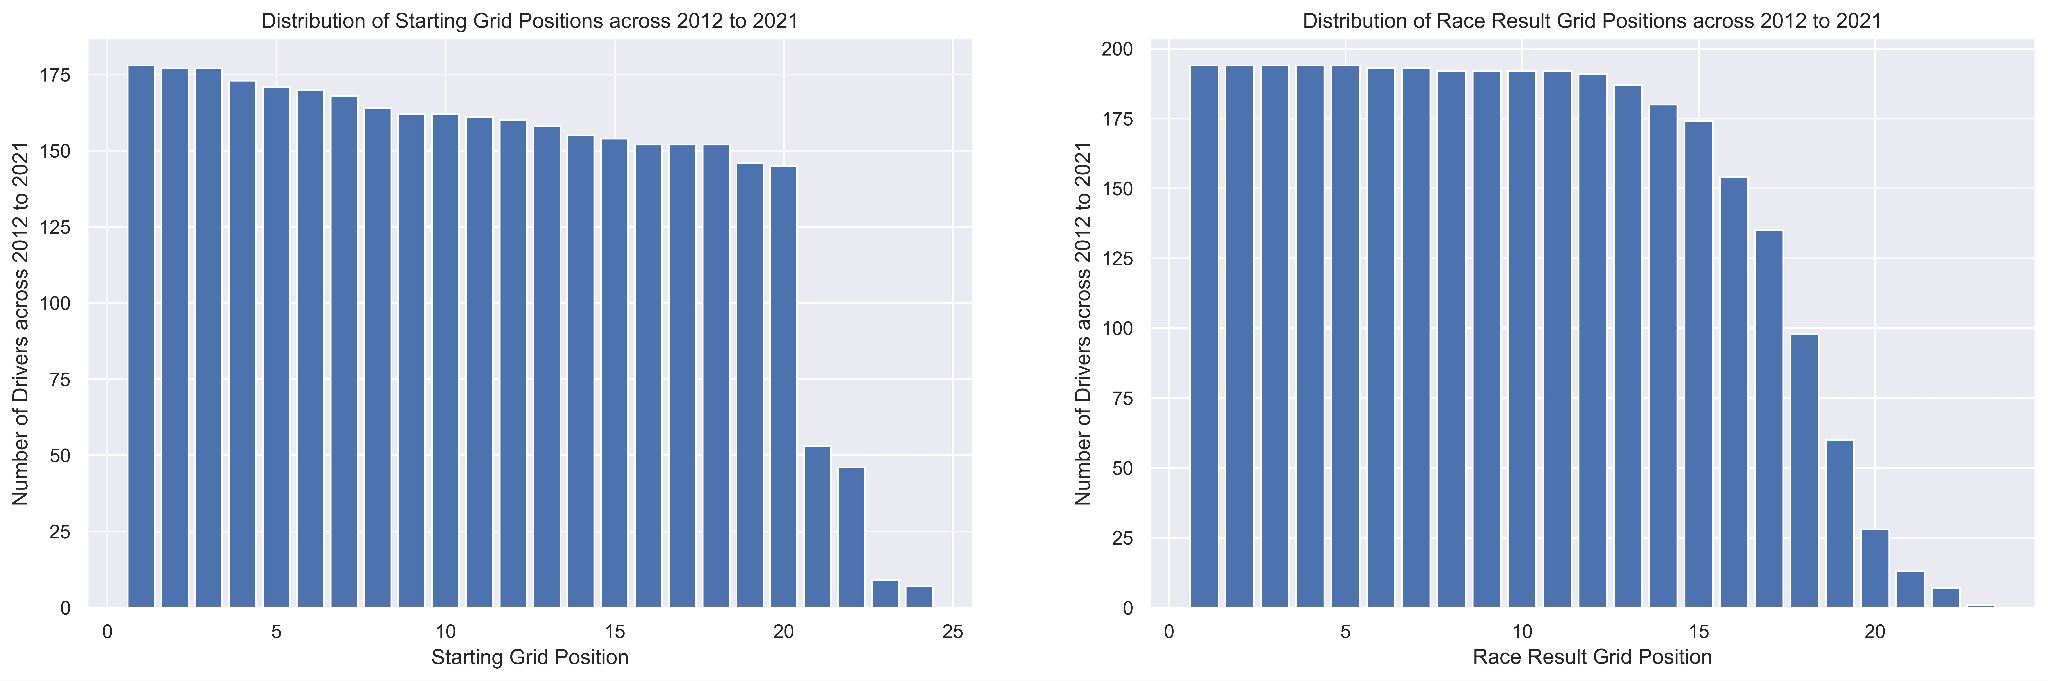 Distribution of Starting Grid Positions across 2012 to 2021
Number of Drivers across 2012 to 2021
175
150
125
100
75
50
25
0
0 5 10 15 20 25
Starting Grid Position
Distribution of Race Result Grid Positions across 2012 to 2021
Number of Drivers across 2012 to 2021
200
175
150
125
100
75
50
25
0
0 5 10 15 20
Race Result Grid Position